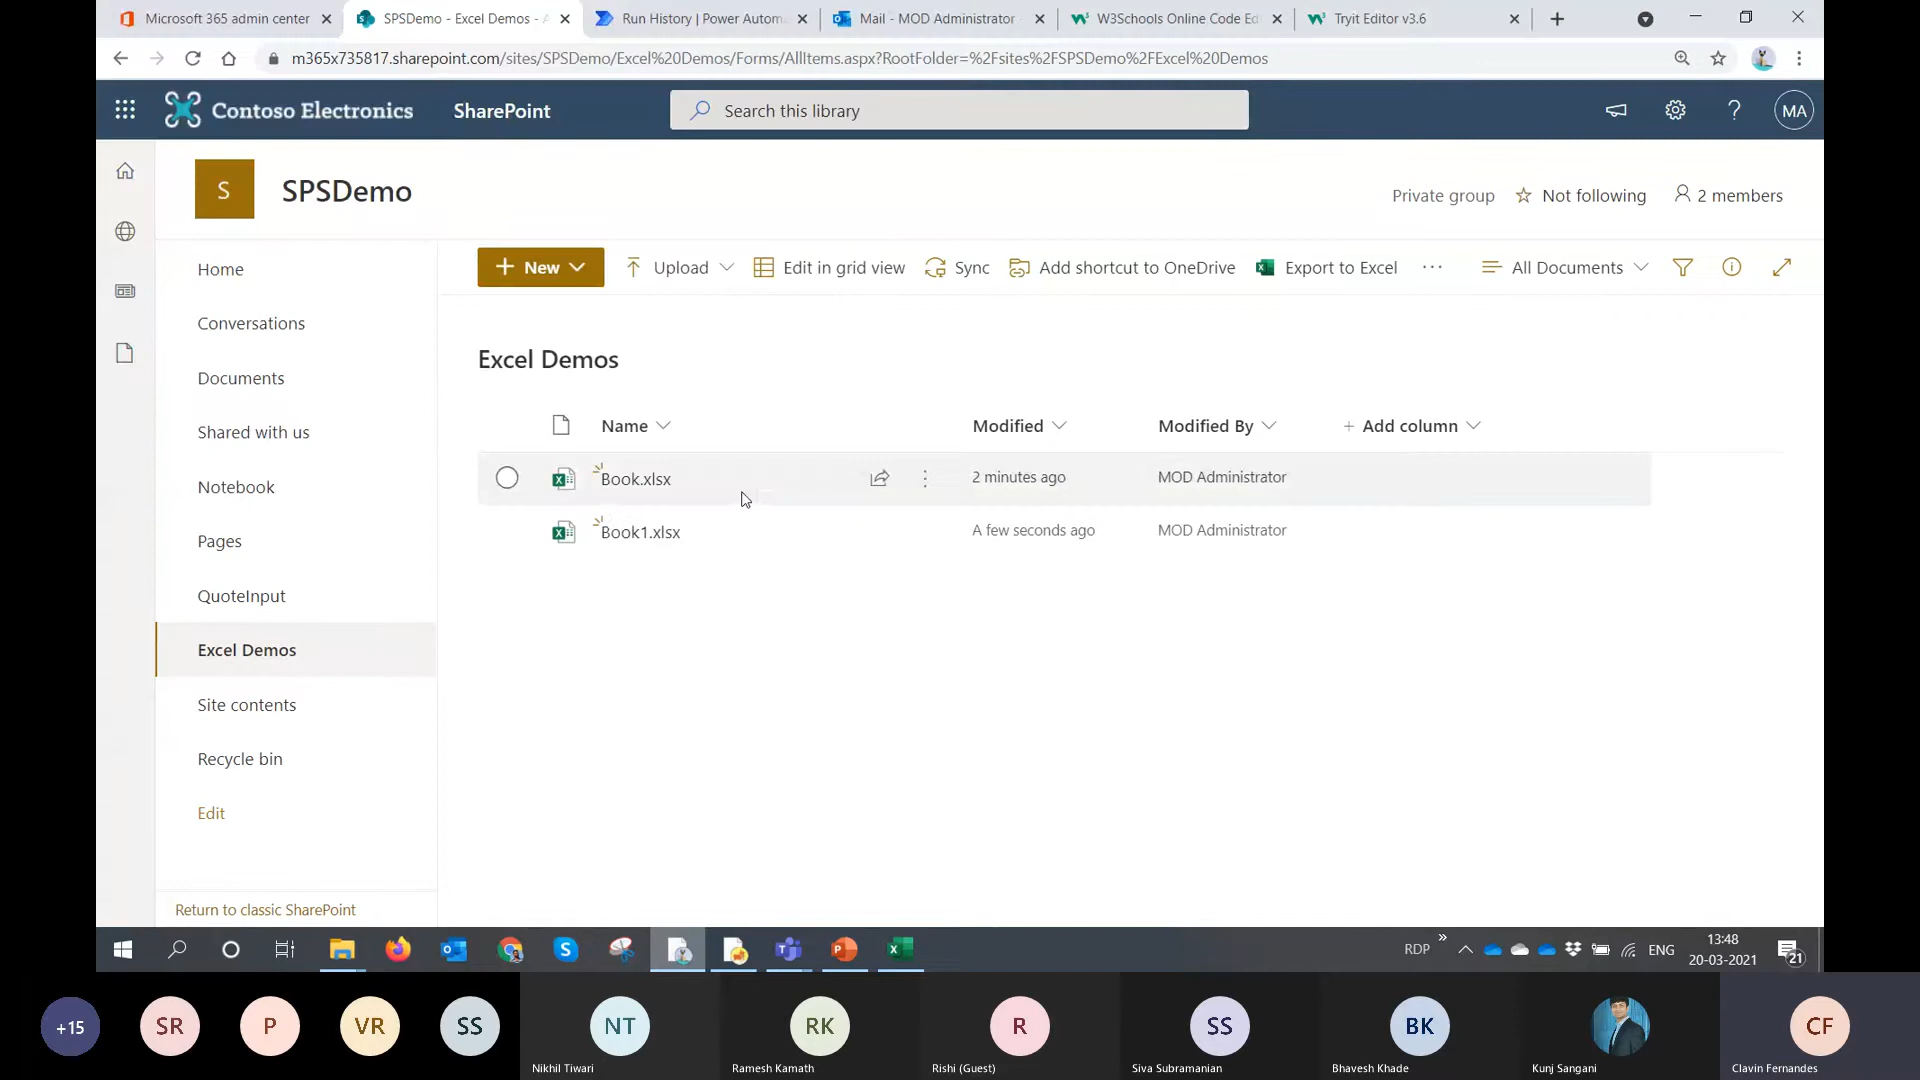 Microsoft 365 admin center
SPSDemo - Excel Demos - A
Run History | Power Autom
Mail - MOD Administrator
W3Schools Online Code Ed
Tryit Editor v3.6
m365x735817.sharepoint.com/sites/SPSDemo/Excel%20Demos/Forms/AllItems.aspx?RootFolder=%2Fsites%2FSPSDemo%2FExcel%20Demos
Contoso Electronics
SharePoint
Search this library
?
MA
S
SPSDemo
Private group
Not following
2 members
Home
Conversations
Documents
Shared with us
Notebook
Pages
QuoteInput
Excel Demos
Site contents
Recycle bin
Edit
Return to classic SharePoint
+ New
Upload
Edit in grid view
Sync
Add shortcut to OneDrive
Export to Excel
...
All Documents
Excel Demos
Name
Modified
Modified By
+ Add column
Book.xlsx
2 minutes ago
MOD Administrator
Book1.xlsx
A few seconds ago
MOD Administrator
RDP
ENG
13:48
20-03-2021
21
+15
SR
P
VR
SS
NT
Nikhil Tiwari
RK
Ramesh Kamath
R
Rishi (Guest)
SS
Siva Subramanian
BK
Bhavesh Khade
Kunj Sangani
CF
Clavin Fernandes